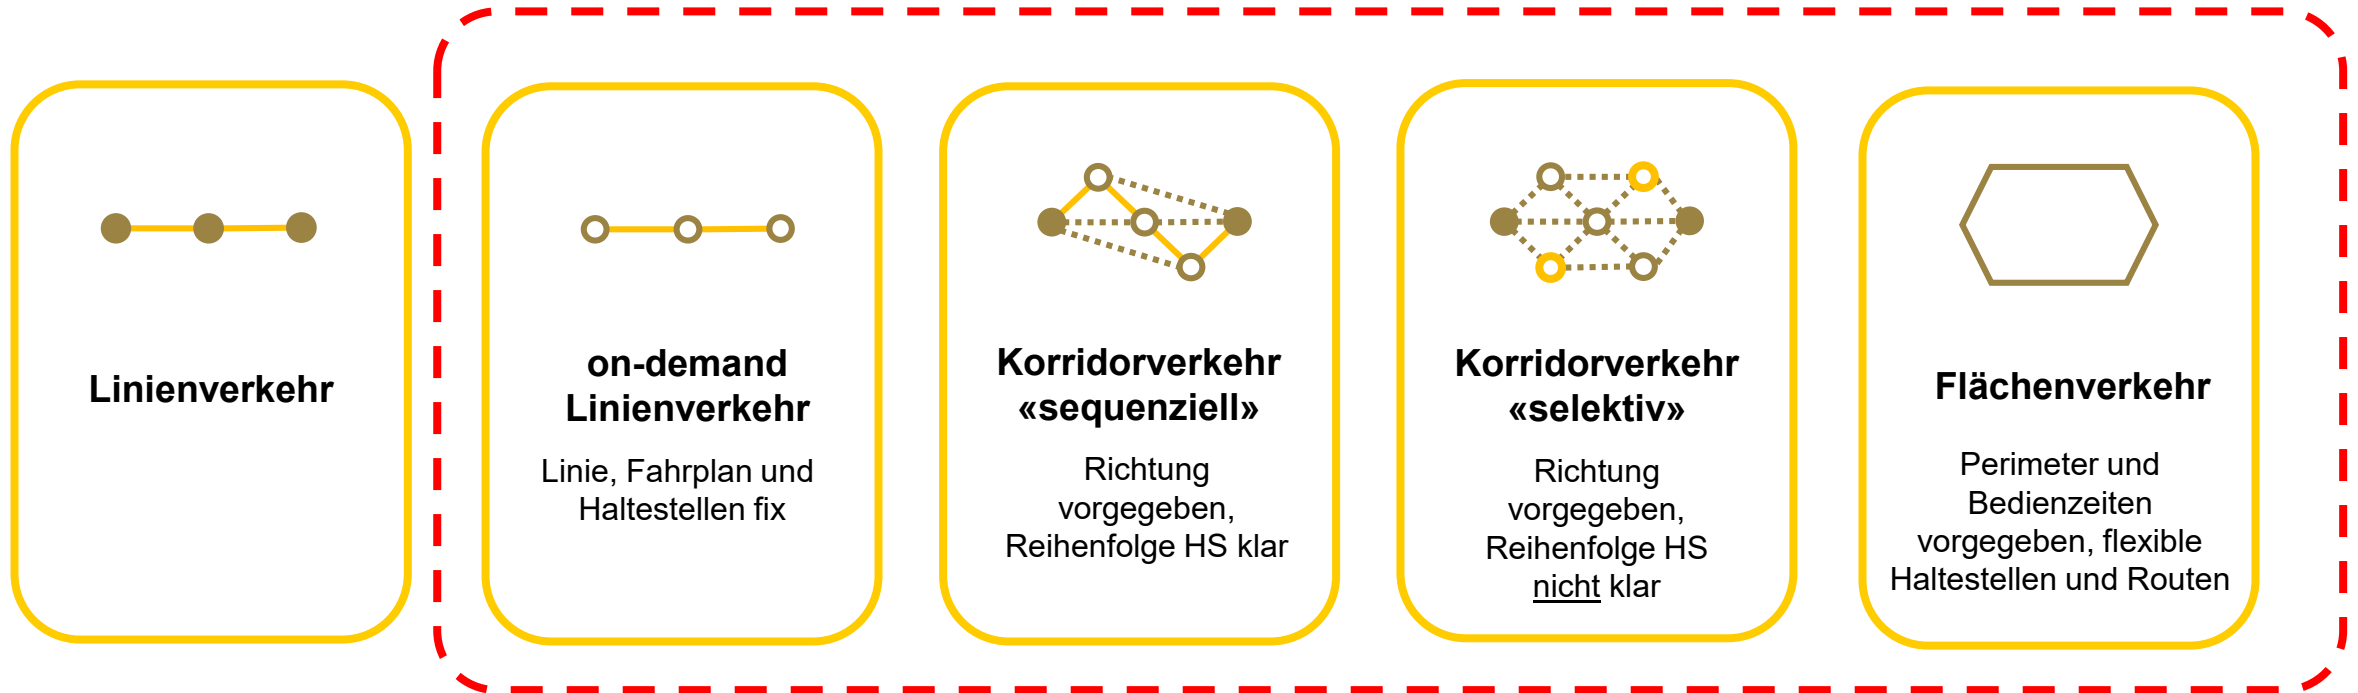 Linienverkehr
on-demand
Linienverkehr
Linie, Fahrplan und
Haltestellen fix
Korridorverkehr
«sequenziell»
Richtung
vorgegeben,
Reihenfolge HS klar
Korridorverkehr
«selektiv»
Richtung
vorgegeben,
Reihenfolge HS
nicht klar
Flächenverkehr
Perimeter und
Bedienzeiten
vorgegeben, flexible
Haltestellen und Routen